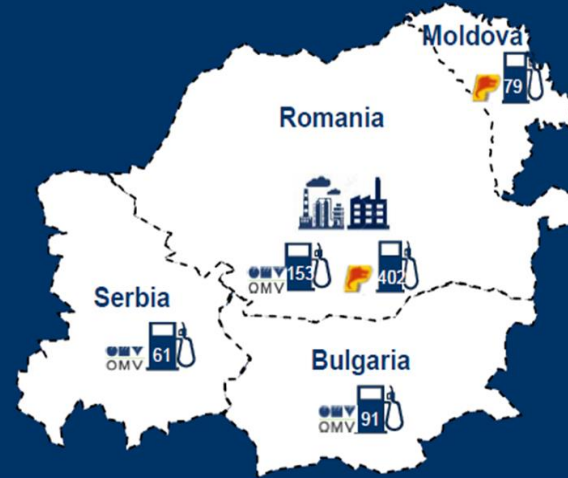 Moldova
79
Romania
153
OMV
402
Serbia
61
OMV
Bulgaria
91
OMV